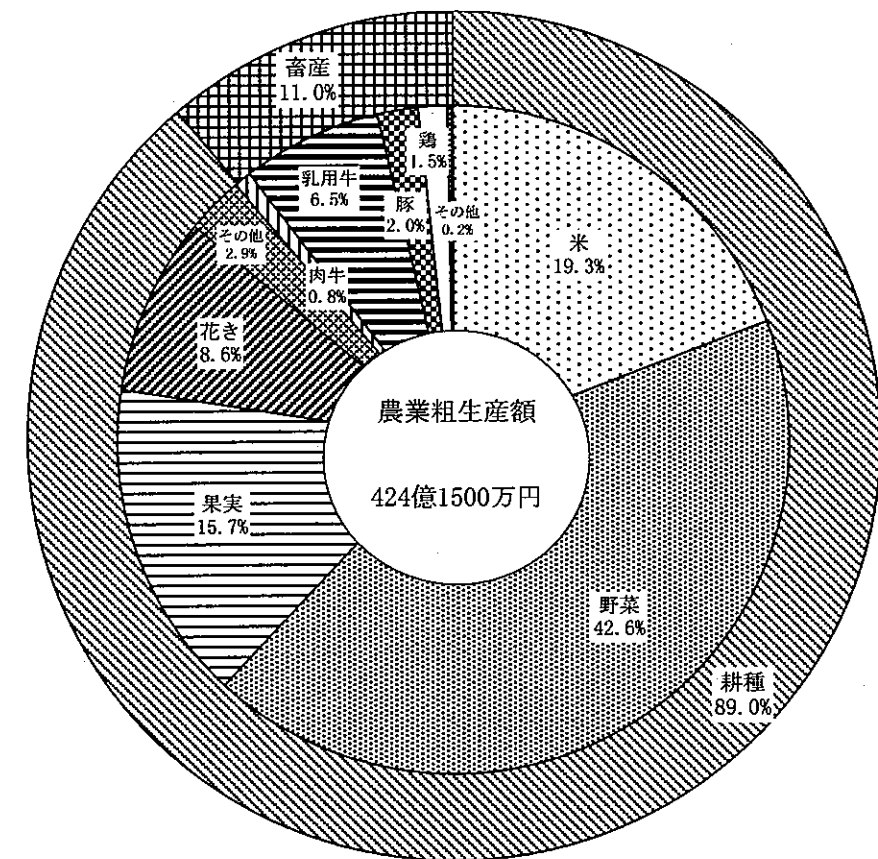 畜産
11.0%
鶏
1.5%
乳用牛
6.5%
豚
2.0%
その他
0.2%
米
19.3%
その他
2.9%
肉牛
0.8%
花き
8.6%
農業粗生産額
424億1500万円
果実
15.7%
野菜
42.6%
耕種
89.0%